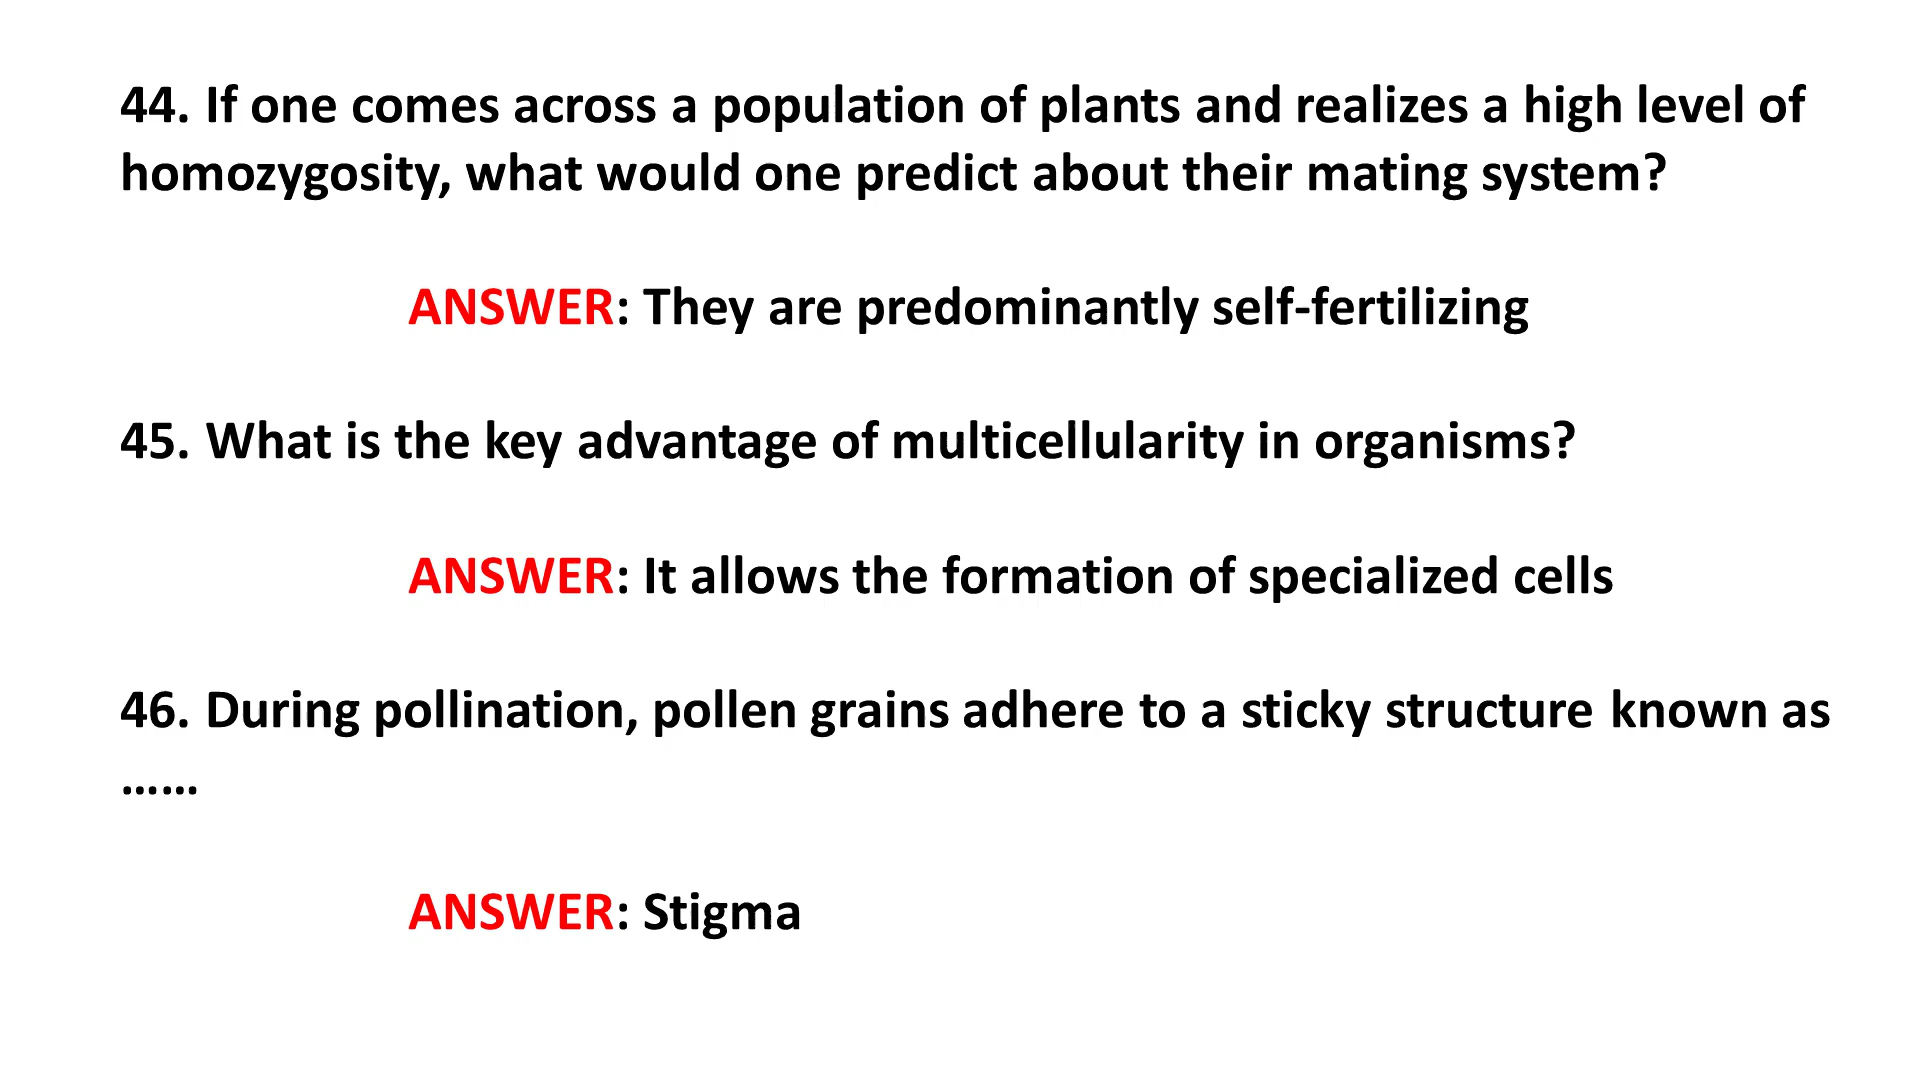 44. If one comes across a population of plants and realizes a high level of
homozygosity, what would one predict about their mating system?
ANSWER: They are predominantly self-fertilizing
45. What is the key advantage of multicellularity in organisms?
ANSWER: It allows the formation of specialized cells
46. During pollination, pollen grains adhere to a sticky structure known as
……
ANSWER: Stigma